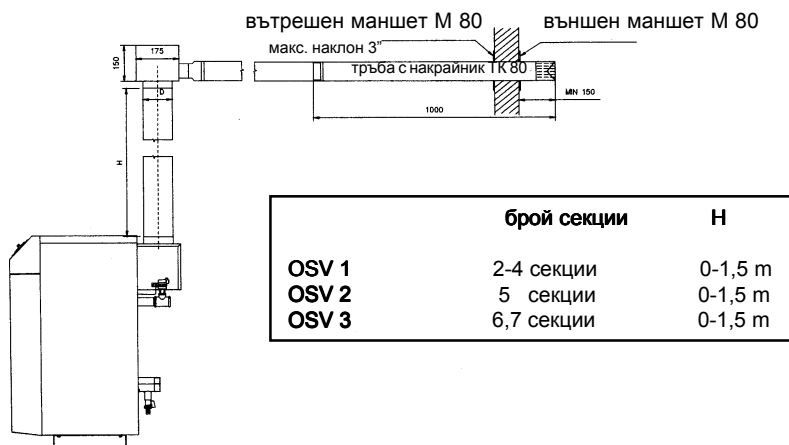 вътрешен маншет М 80
външен маншет М 80
макс. наклон 3"
тръба с накрайник ТК 80
175
150
D
MIN 150
1000
H
брой секции H
OSV 1 2-4 секции 0-1,5 m
OSV 2 5 секции 0-1,5 m
OSV 3 6,7 секции 0-1,5 m